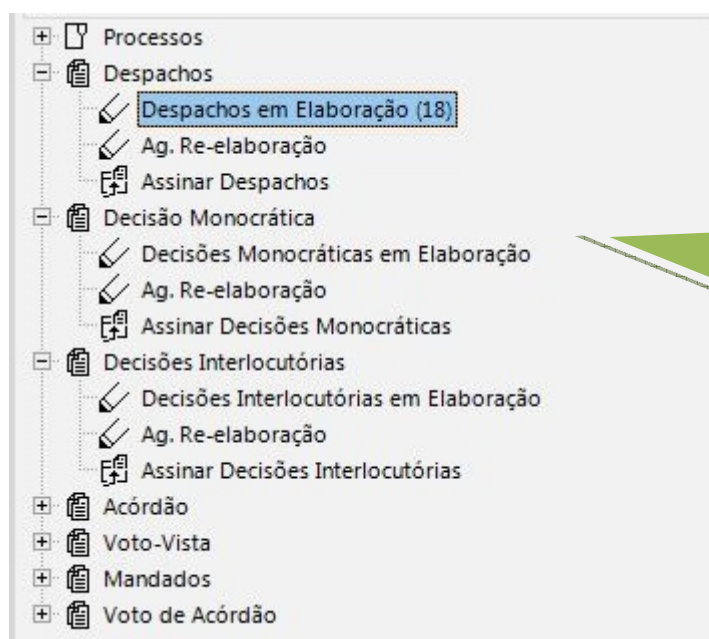 Processos
Despachos
Despachos em Elaboração (18)
Ag. Re-elaboração
Assinar Despachos
Decisão Monocrática
Decisões Monocráticas em Elaboração
Ag. Re-elaboração
Assinar Decisões Monocráticas
Decisões Interlocutórias
Decisões Interlocutórias em Elaboração
Ag. Re-elaboração
Assinar Decisões Interlocutórias
Acórdão
Voto-Vista
Mandados
Voto de Acórdão